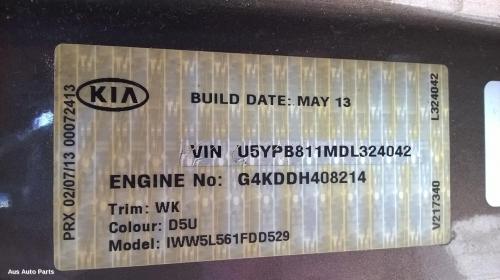 KIA
BUILD DATE: MAY 13
VIN U5YPB811MDL324042
ENGINE No: G4KDDH408214
Trim: WK
Colour: D5U
Model: IWW5L561FDD529
PRX 02/07/13 00072413
L324042
V217340
Aus Auto Parts